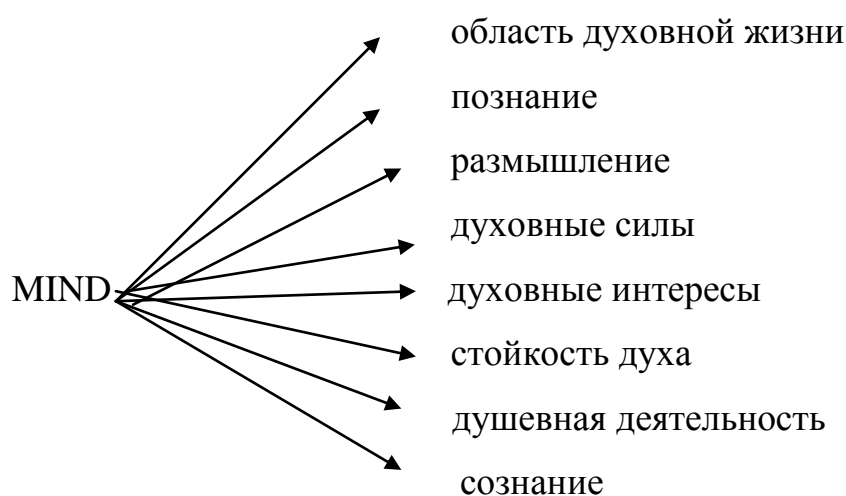 область духовной жизни
познание
размышление
духовные силы
MIND
духовные интересы
стойкость духа
душевная деятельность
сознание